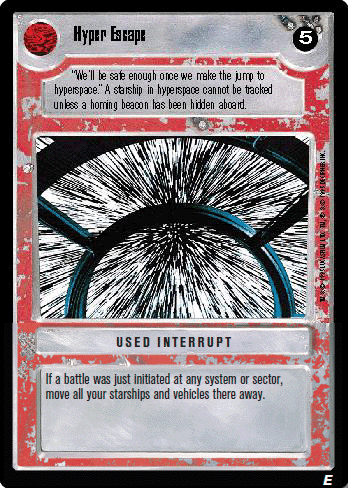 Hyper Escape
5
"We'll be safe enough once we make the jump to
hyperspace." A starship in hyperspace cannot be tracked
unless a homing beacon has been hidden aboard.
USED INTERRUPT
If a battle was just initiated at any system or sector,
move all your starships and vehicles there away.
E